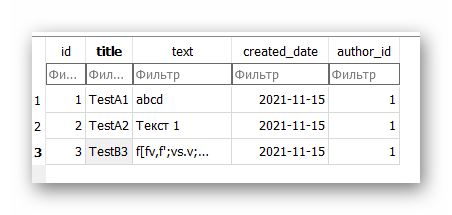 id title text created_date author_id
Фи... Фил... Фильтр Фильтр Фильтр
1 1 TestA1 abcd 2021-11-15 1
2 2 TestA2 Текст 1 2021-11-15 1
3 3 TestB3 f[fv,f';vs.v;... 2021-11-15 1